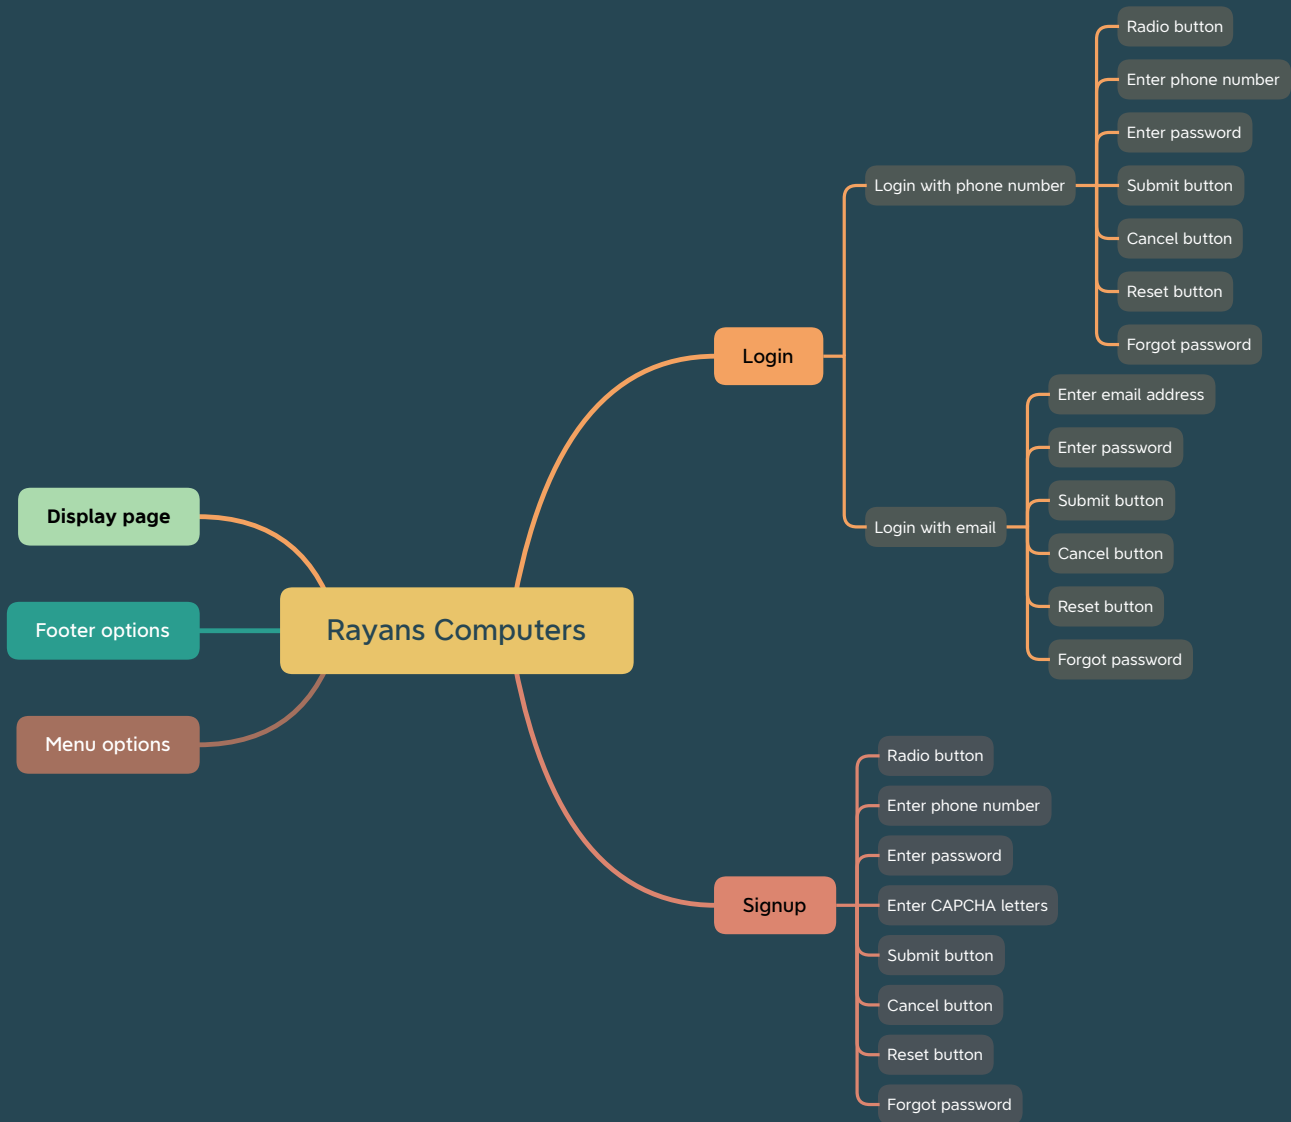 Rayans Computers
Login
Login with phone number
Radio button
Enter phone number
Enter password
Submit button
Cancel button
Reset button
Forgot password
Login with email
Enter email address
Enter password
Submit button
Cancel button
Reset button
Forgot password
Signup
Radio button
Enter phone number
Enter password
Enter CAPCHA letters
Submit button
Cancel button
Reset button
Forgot password
Display page
Footer options
Menu options